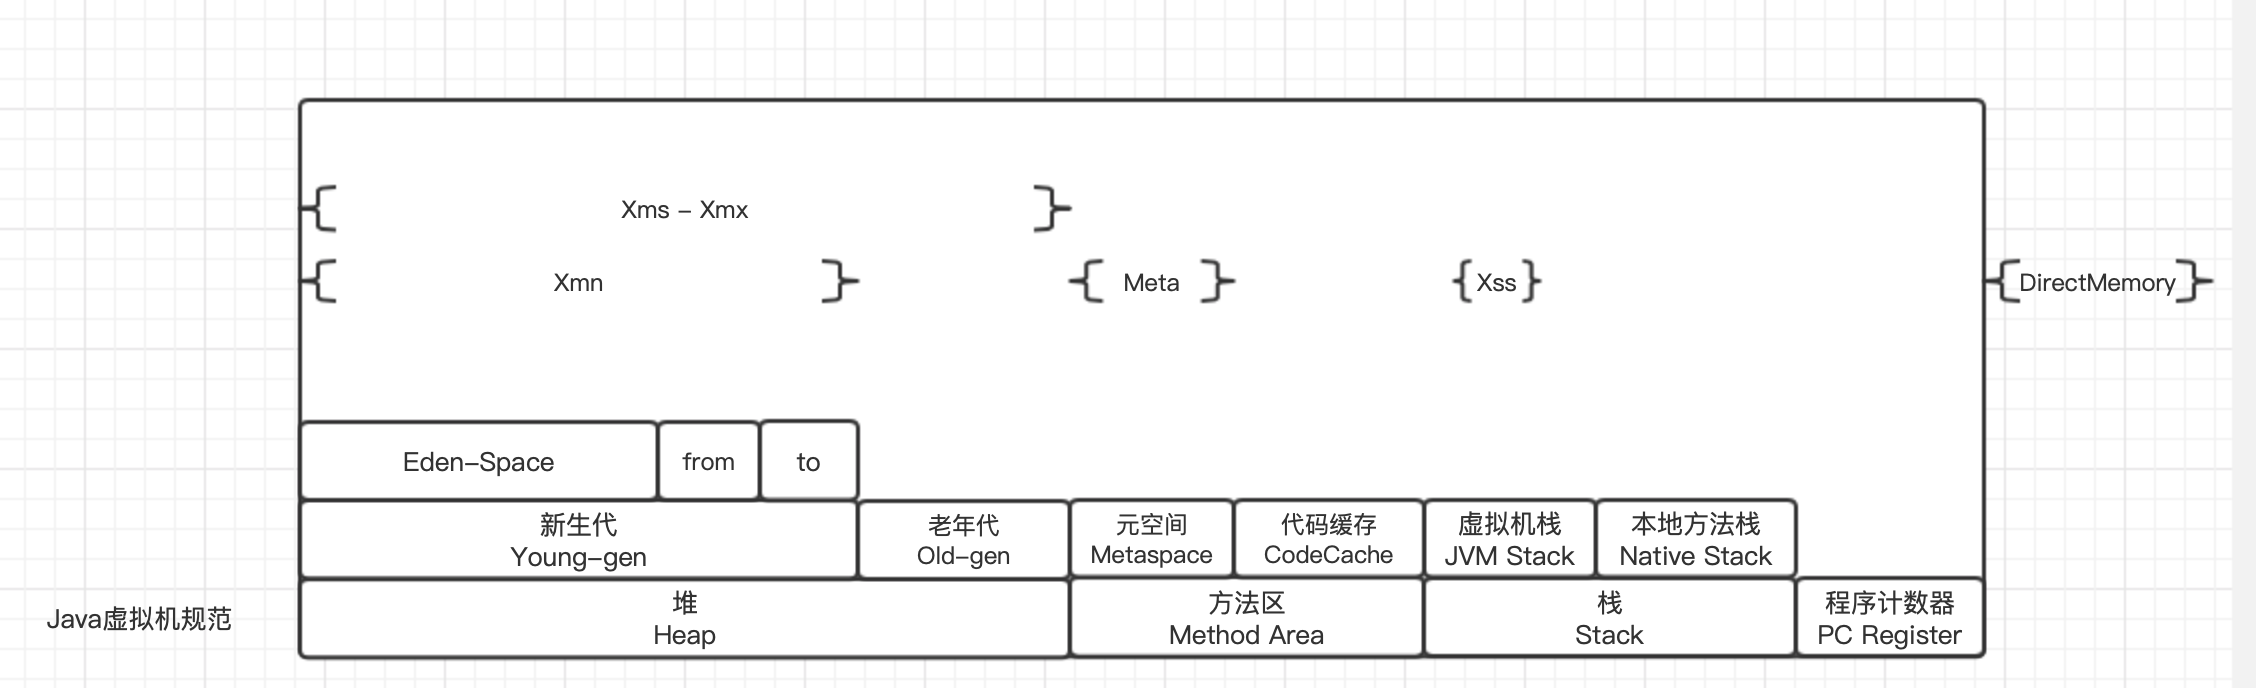 Xms – Xmx
Xmn
Meta
Xss
DirectMemory
Eden–Space
from
to
新生代
Young–gen
老年代
Old–gen
元空间
Metaspace
代码缓存
CodeCache
虚拟机栈
JVM Stack
本地方法栈
Native Stack
Java虚拟机规范
堆
Heap
方法区
Method Area
栈
Stack
程序计数器
PC Register